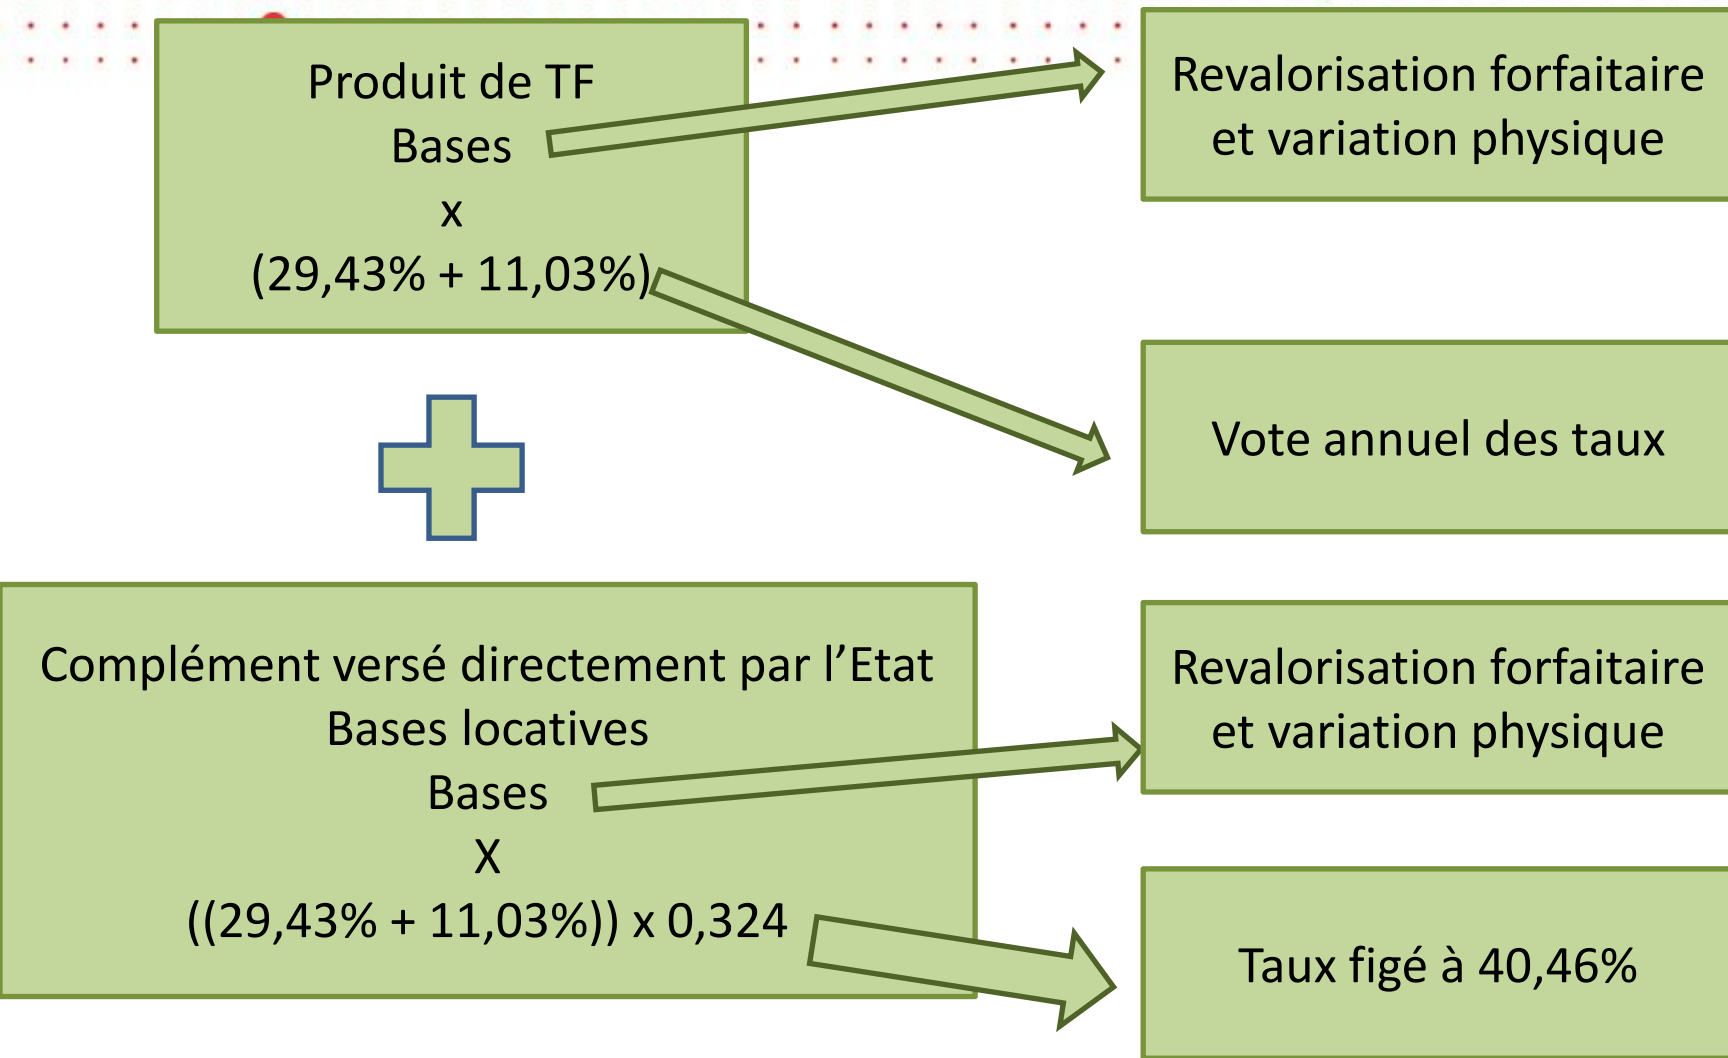 Produit de TF
Bases
x
(29,43% + 11,03%)
Revalorisation forfaitaire
et variation physique
Vote annuel des taux
Complément versé directement par l’Etat
Bases locatives
Bases
X
((29,43% + 11,03%)) x 0,324
Revalorisation forfaitaire
et variation physique
Taux figé à 40,46%